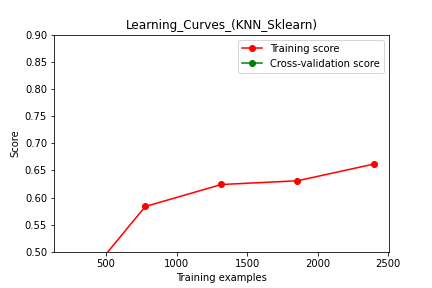 Learning_Curves_(KNN_Sklearn)
Training score
Cross-validation score
Score
0.90
0.85
0.80
0.75
0.70
0.65
0.60
0.55
0.50
500
1000
1500
2000
2500
Training examples